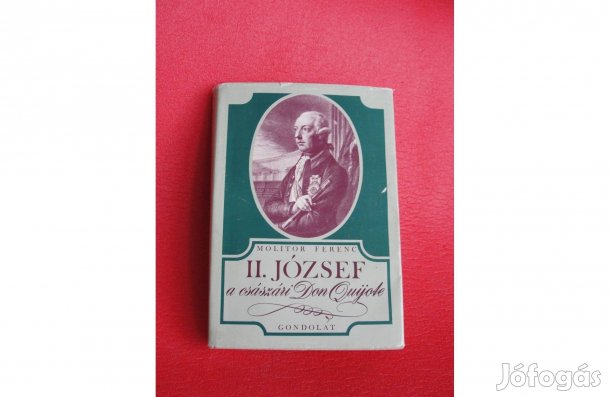 MOLITOR FERENC
II. JÓZSEF
a császári Don Quijote
GONDOLAT
Jófogás